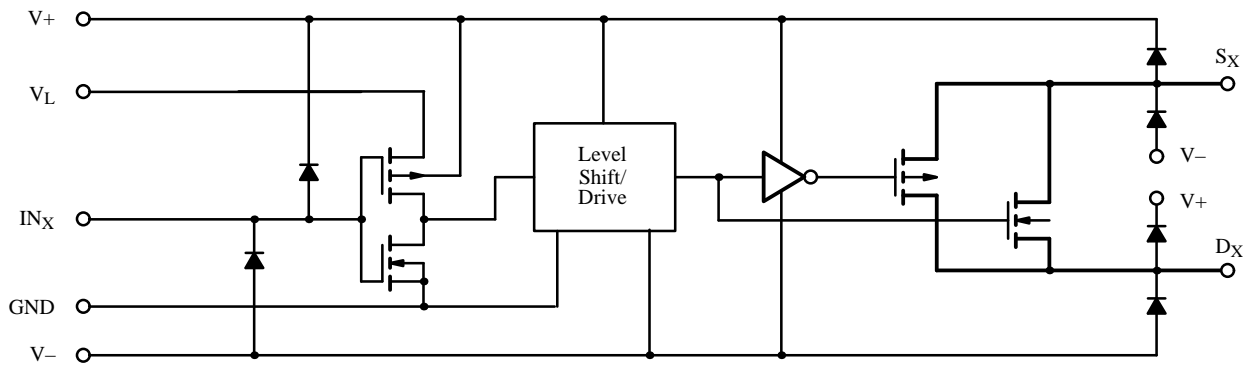 V+
VL
INX
GND
V–
Level
Shift/
Drive
SX
V–
V+
DX